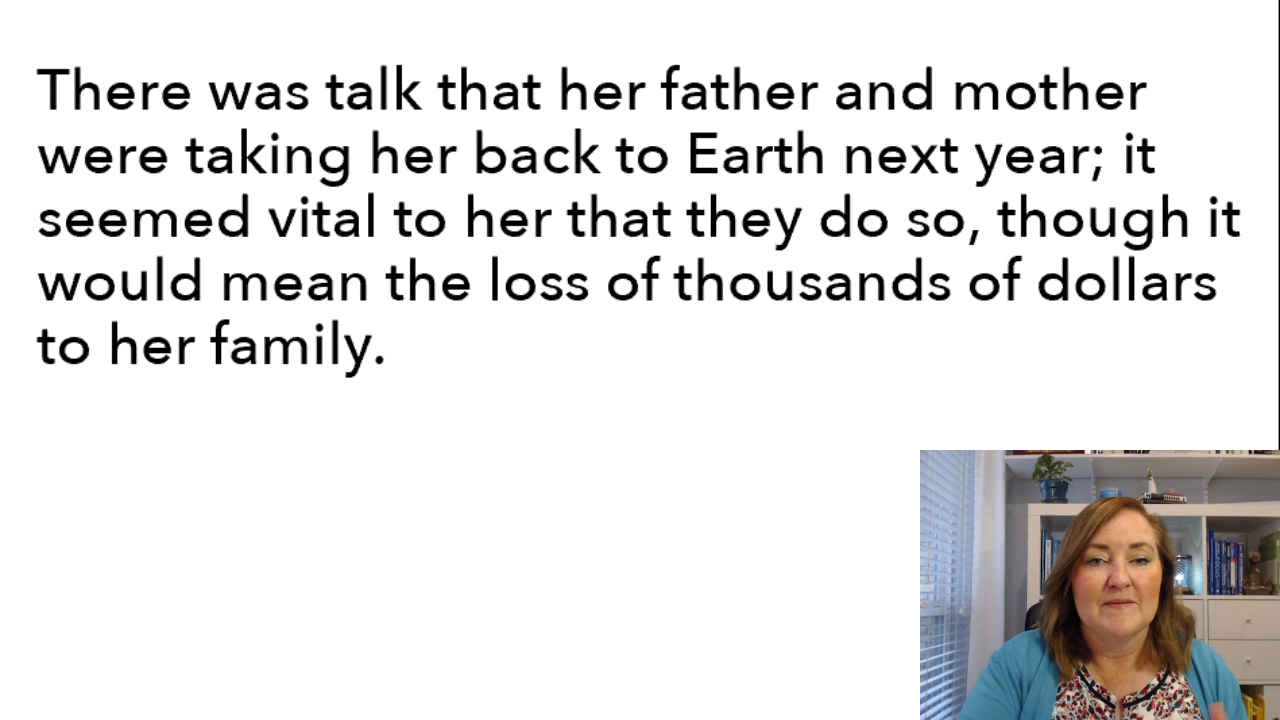 There was talk that her father and mother
were taking her back to Earth next year; it
seemed vital to her that they do so, though it
would mean the loss of thousands of dollars
to her family.